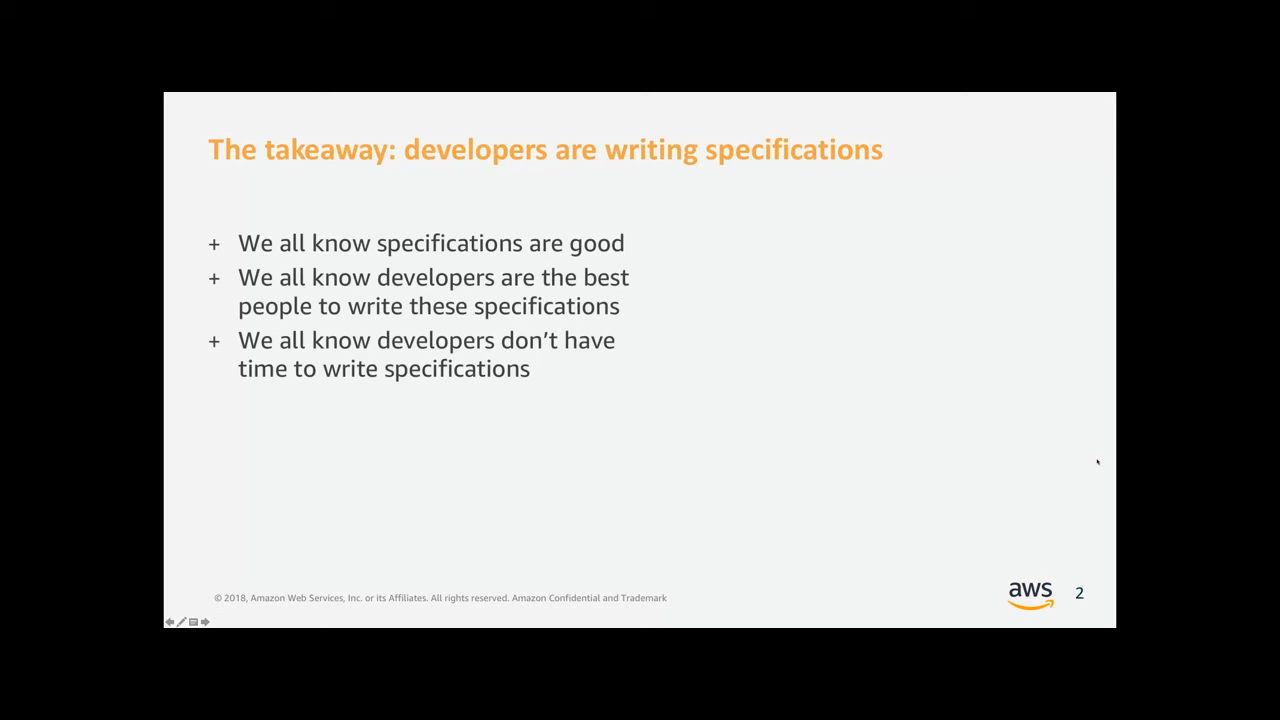 The takeaway: developers are writing specifications
+ We all know specifications are good
+ We all know developers are the best
people to write these specifications
+ We all know developers don’t have
time to write specifications
© 2018, Amazon Web Services, Inc. or its Affiliates. All rights reserved. Amazon Confidential and Trademark
aws
2